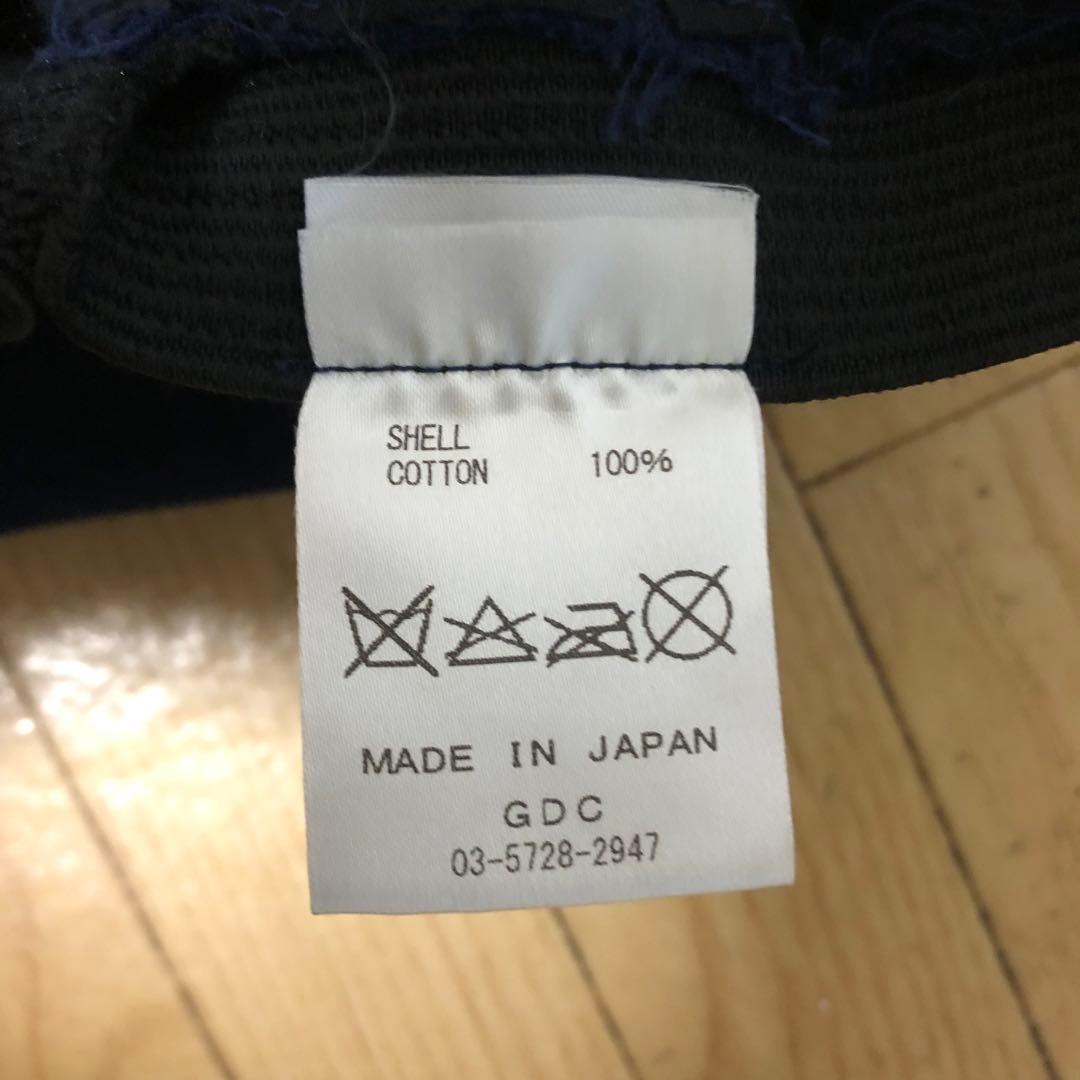 SHELL
COTTON 100%
MADE IN JAPAN
GDC
03-5728-2947